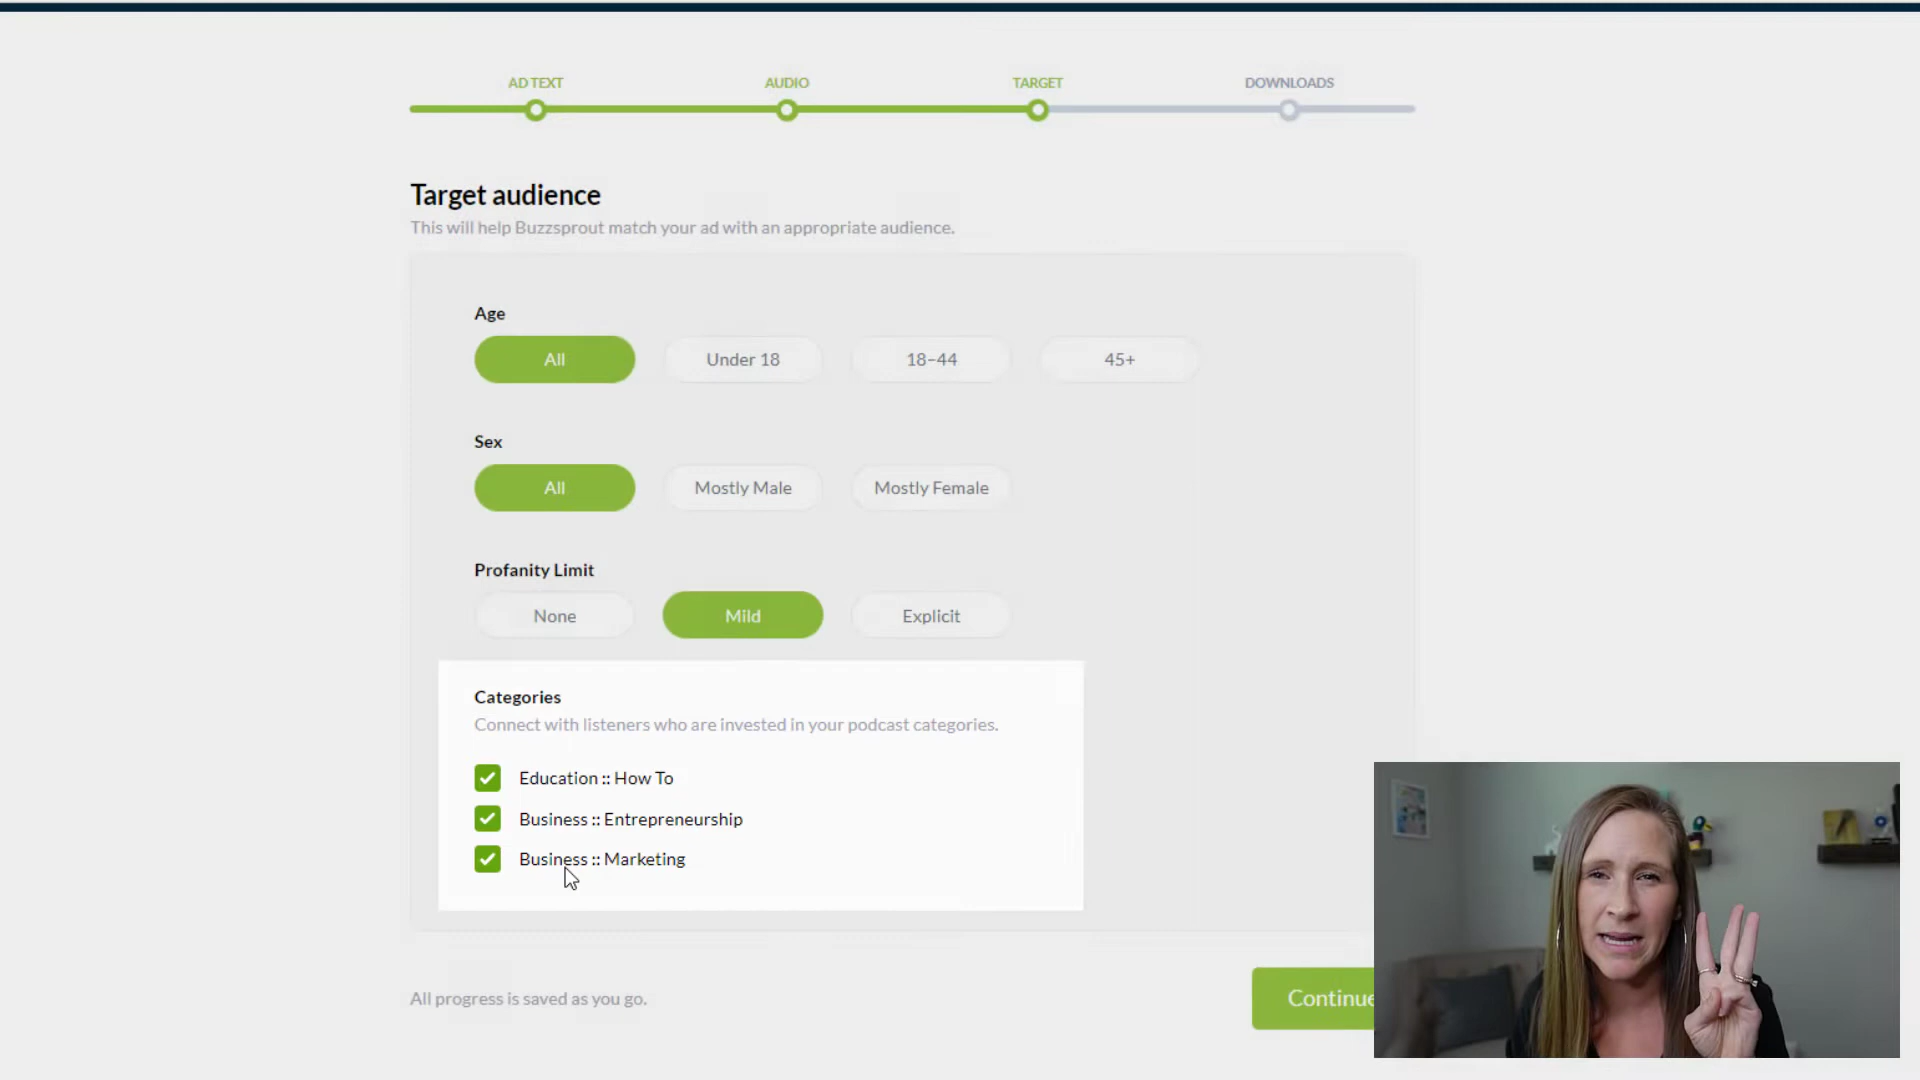 AD TEXT
AUDIO
TARGET
DOWNLOADS
Target audience
This will help Buzzsprout match your ad with an appropriate audience.
Age
All
Under 18
18–44
45+
Sex
All
Mostly Male
Mostly Female
Profanity Limit
None
Mild
Explicit
Categories
Connect with listeners who are invested in your podcast categories.
Education :: How To
Business :: Entrepreneurship
Business :: Marketing
All progress is saved as you go.
Continue